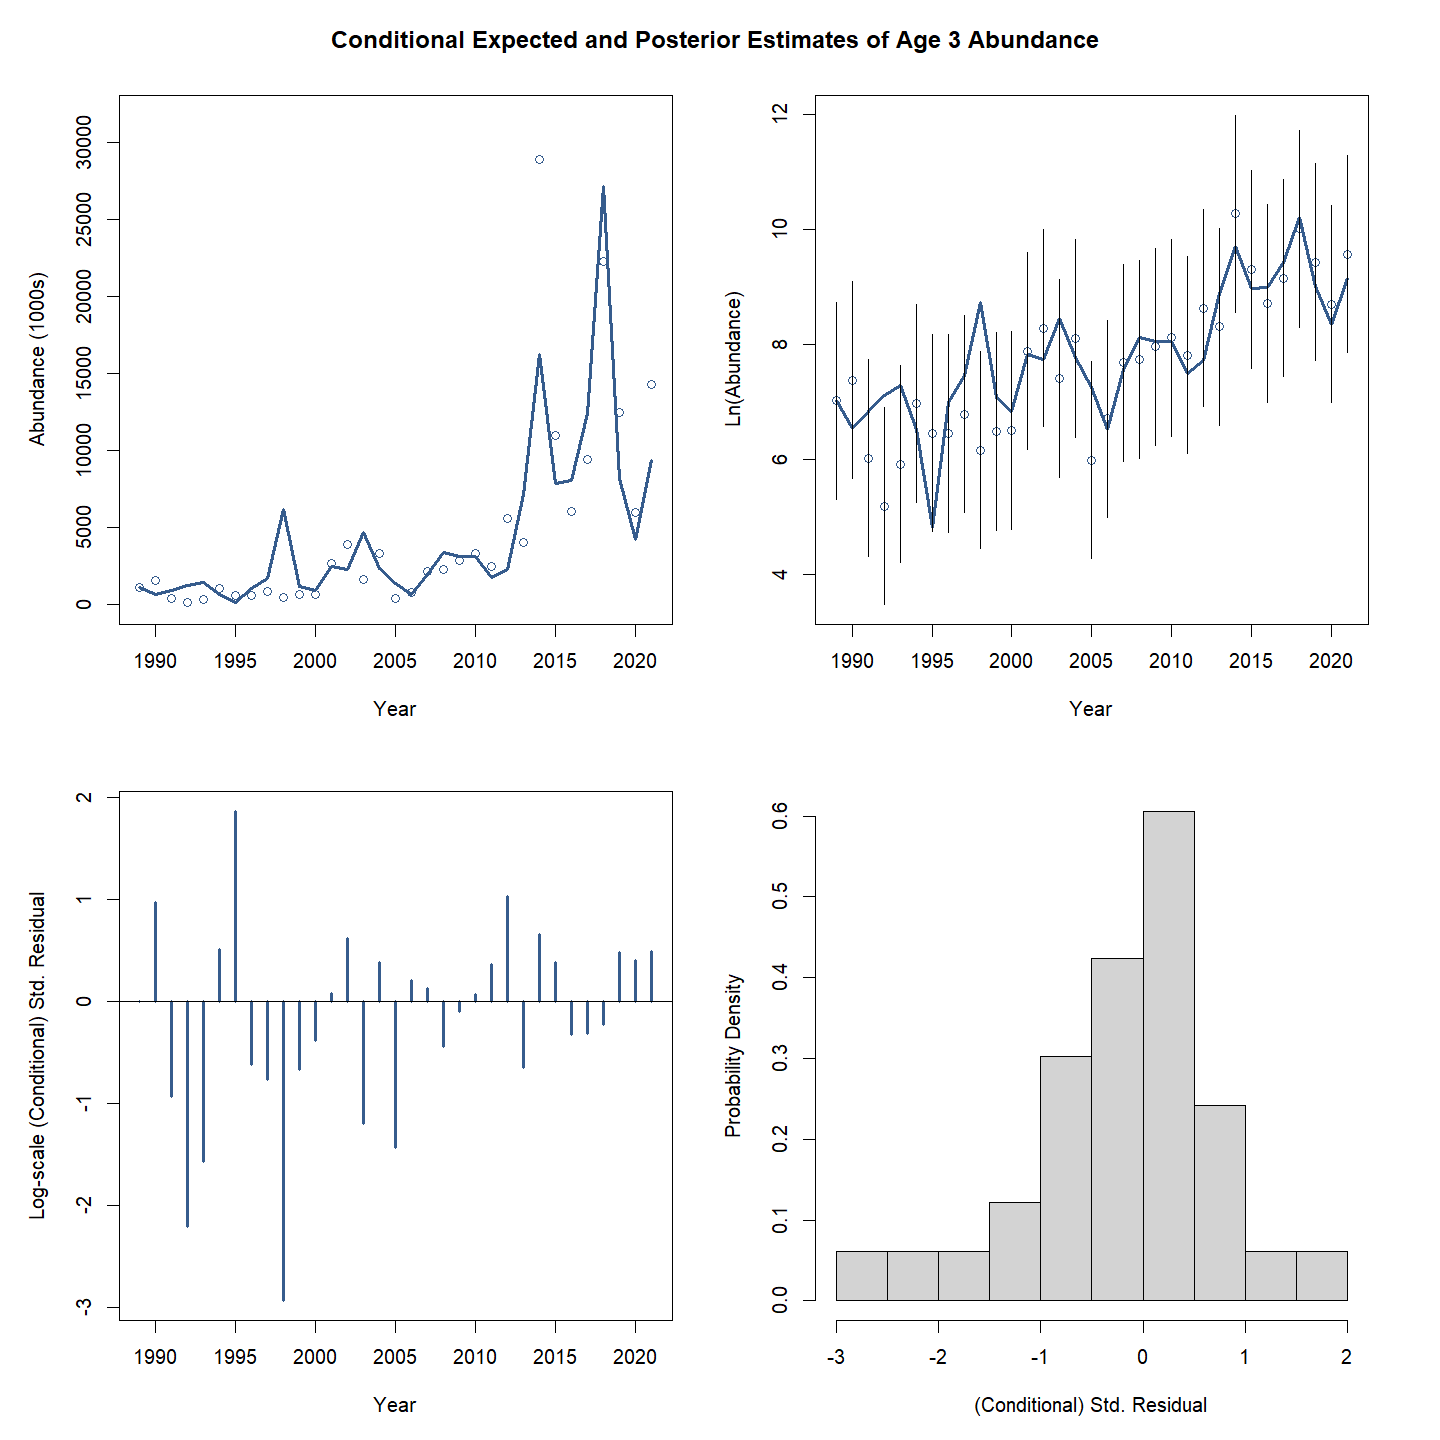 Conditional Expected and Posterior Estimates of Age 3 Abundance
Abundance (1000s)
30000
25000
20000
15000
10000
5000
0
1990 1995 2000 2005 2010 2015 2020
Year
Ln(Abundance)
12
10
8
6
4
1990 1995 2000 2005 2010 2015 2020
Year
Log-scale (Conditional) Std. Residual
2
1
0
-1
-2
-3
1990 1995 2000 2005 2010 2015 2020
Year
Probability Density
0.6
0.5
0.4
0.3
0.2
0.1
0.0
-3 -2 -1 0 1 2
(Conditional) Std. Residual